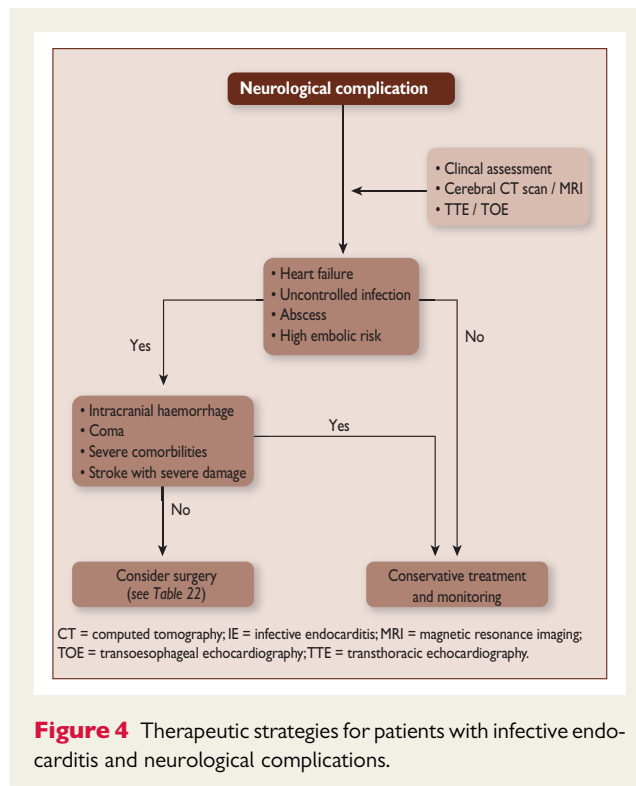 Neurological complication
• Clincal assessment
• Cerebral CT scan / MRI
• TTE / TOE
• Heart failure
• Uncontrolled infection
• Abscess
• High embolic risk
Yes
No
• Intracranial haemorrhage
• Coma
• Severe comorbilities
• Stroke with severe damage
Yes
No
Consider surgery
(see Table 22)
Conservative treatment
and monitoring
CT = computed tomography; IE = infective endocarditis; MRI = magnetic resonance imaging;
TOE = transoesophageal echocardiography; TTE = transthoracic echocardiography.
Figure 4 Therapeutic strategies for patients with infective endo-
carditis and neurological complications.